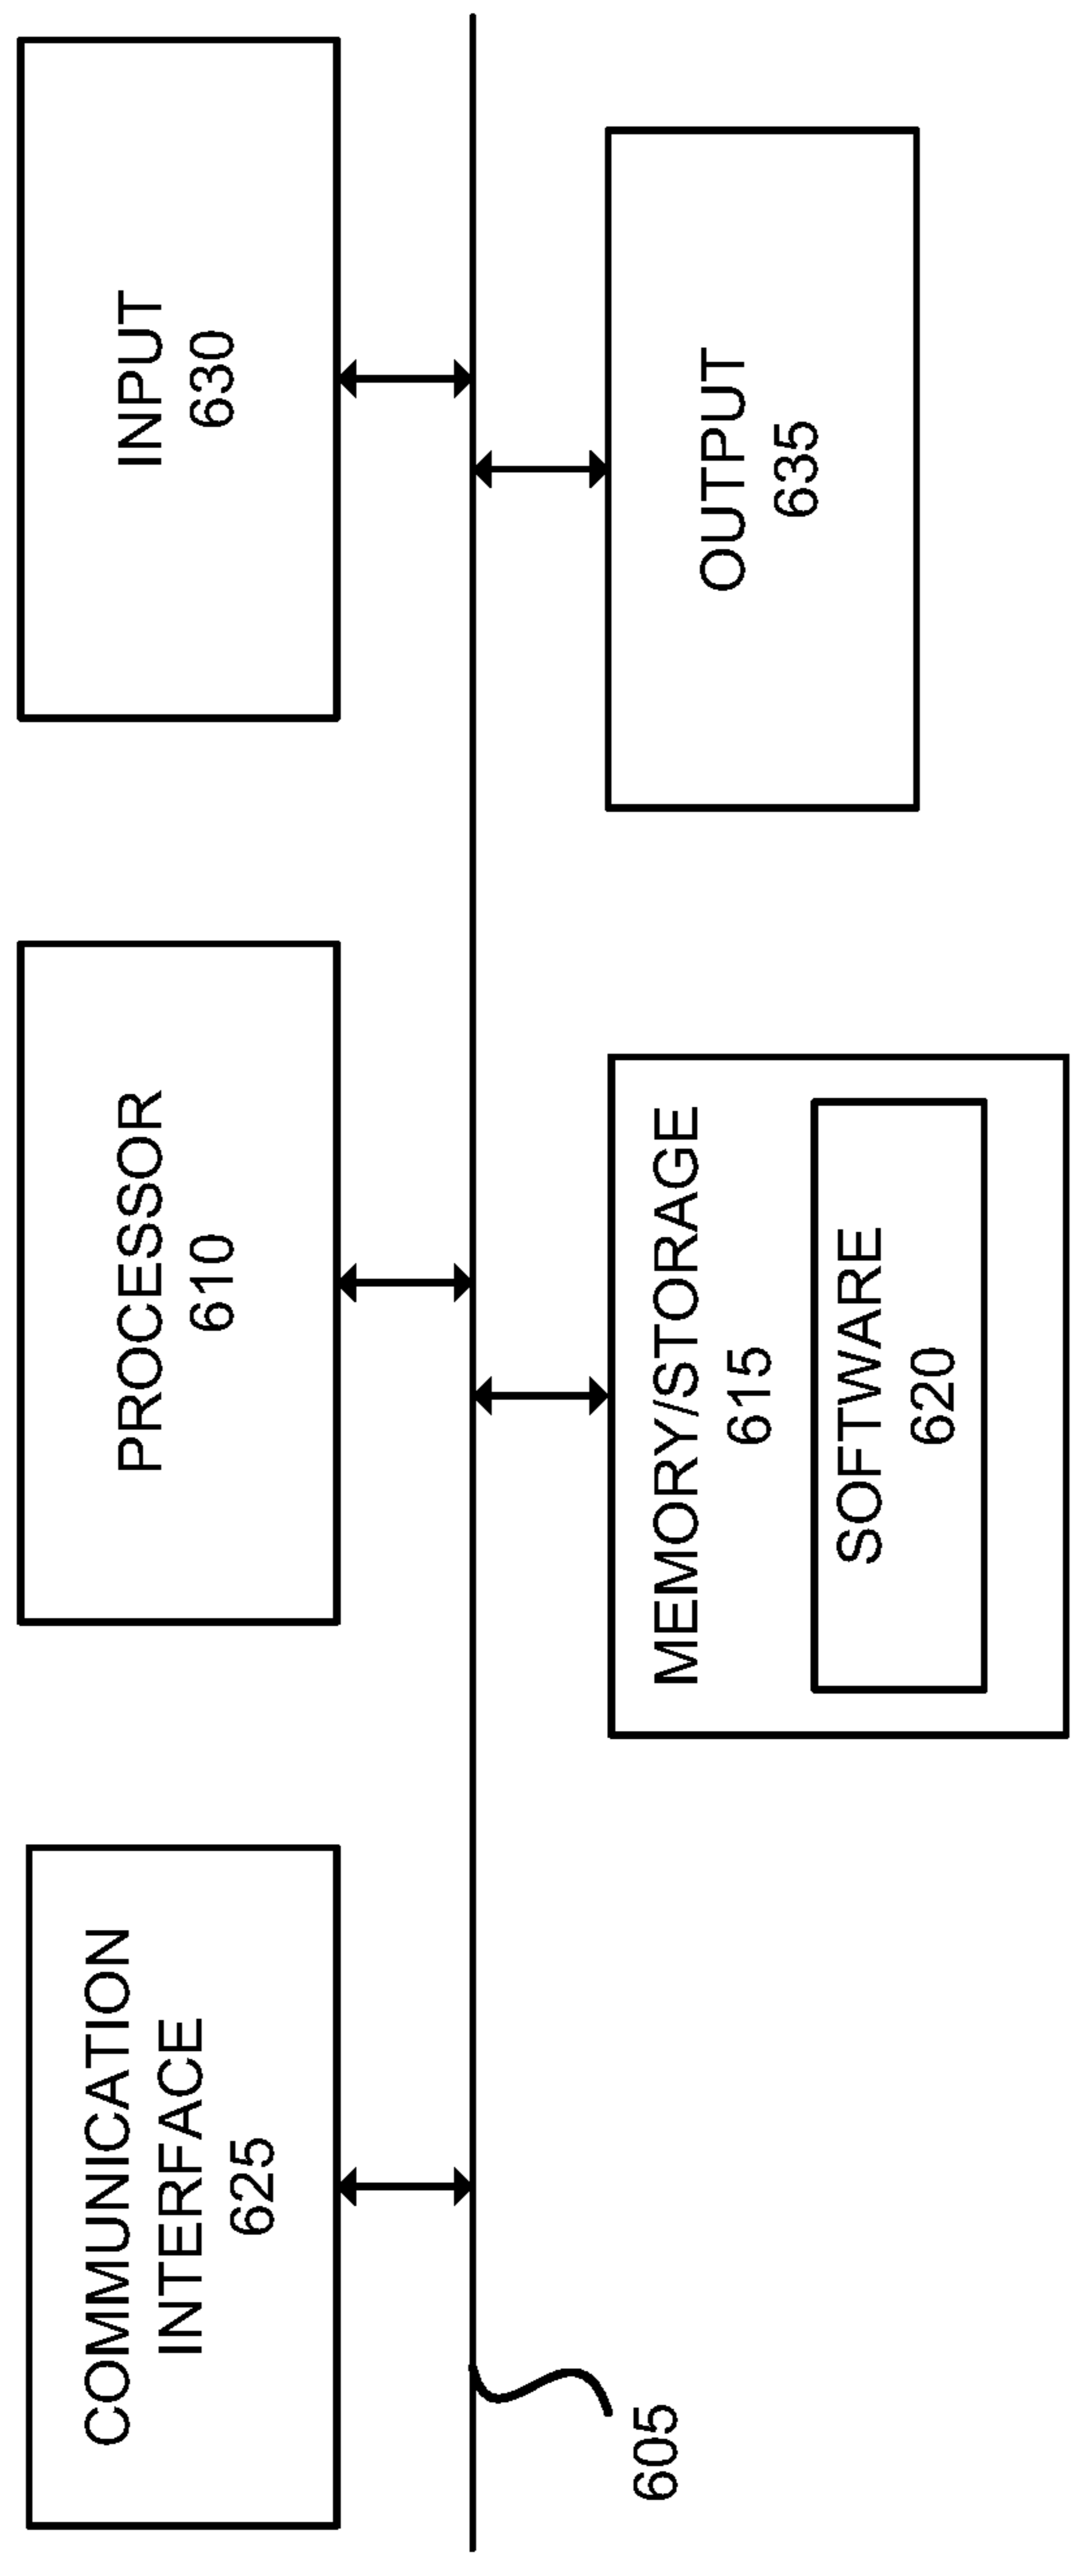 COMMUNICATION
INTERFACE
625
PROCESSOR
610
INPUT
630
605
MEMORY/STORAGE
615
SOFTWARE
620
OUTPUT
635